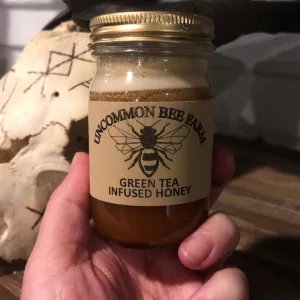 UNCOMMON BEE FARM
GREEN TEA
INFUSED HONEY